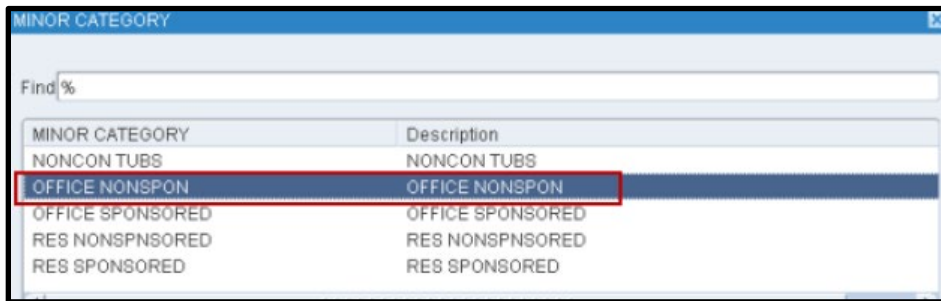 MINOR CATEGORY
Find %
MINOR CATEGORY Description
NONCON TUBS NONCON TUBS
OFFICE NONSPON OFFICE NONSPON
OFFICE SPONSORED OFFICE SPONSORED
RES NONSPNSORED RES NONSPNSORED
RES SPONSORED RES SPONSORED